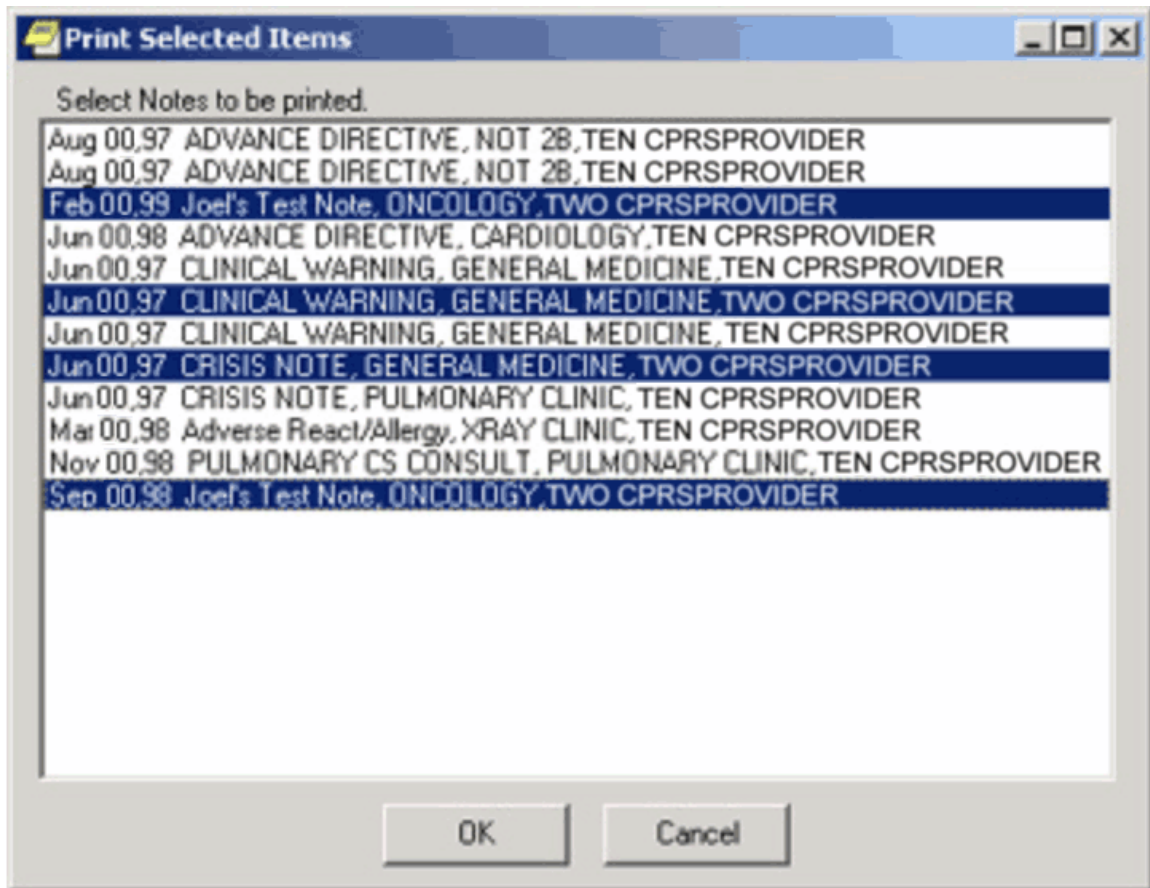 Print Selected Items
Select Notes to be printed.
Aug 00,97 ADVANCE DIRECTIVE, NOT 2B,TEN CPRSPROVIDER
Aug 00,97 ADVANCE DIRECTIVE, NOT 2B,TEN CPRSPROVIDER
Feb 00,99 Joel's Test Note, ONCOLOGY,TWO CPRSPROVIDER
Jun 00,98 ADVANCE DIRECTIVE, CARDIOLOGY,TEN CPRSPROVIDER
Jun 00,97 CLINICAL WARNING, GENERAL MEDICINE,TEN CPRSPROVIDER
Jun 00,97 CLINICAL WARNING, GENERAL MEDICINE,TWO CPRSPROVIDER
Jun 00,97 CLINICAL WARNING, GENERAL MEDICINE,TEN CPRSPROVIDER
Jun 00,97 CRISIS NOTE, GENERAL MEDICINE,TWO CPRSPROVIDER
Jun 00,97 CRISIS NOTE, PULMONARY CLINIC,TEN CPRSPROVIDER
Mar 00,98 Adverse React/Allergy, XRAY CLINIC,TEN CPRSPROVIDER
Nov 00,98 PULMONARY CS CONSULT, PULMONARY CLINIC,TEN CPRSPROVIDER
Sep 00,98 Joel's Test Note, ONCOLOGY,TWO CPRSPROVIDER
OK Cancel